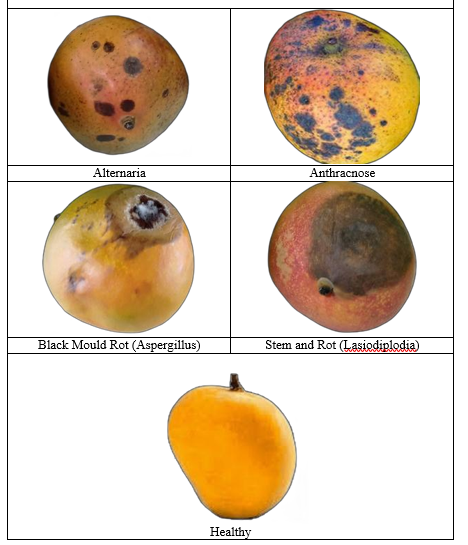 Alternaria
Anthracnose
Black Mould Rot (Aspergillus)
Stem and Rot (Lasiodiplodia)
Healthy